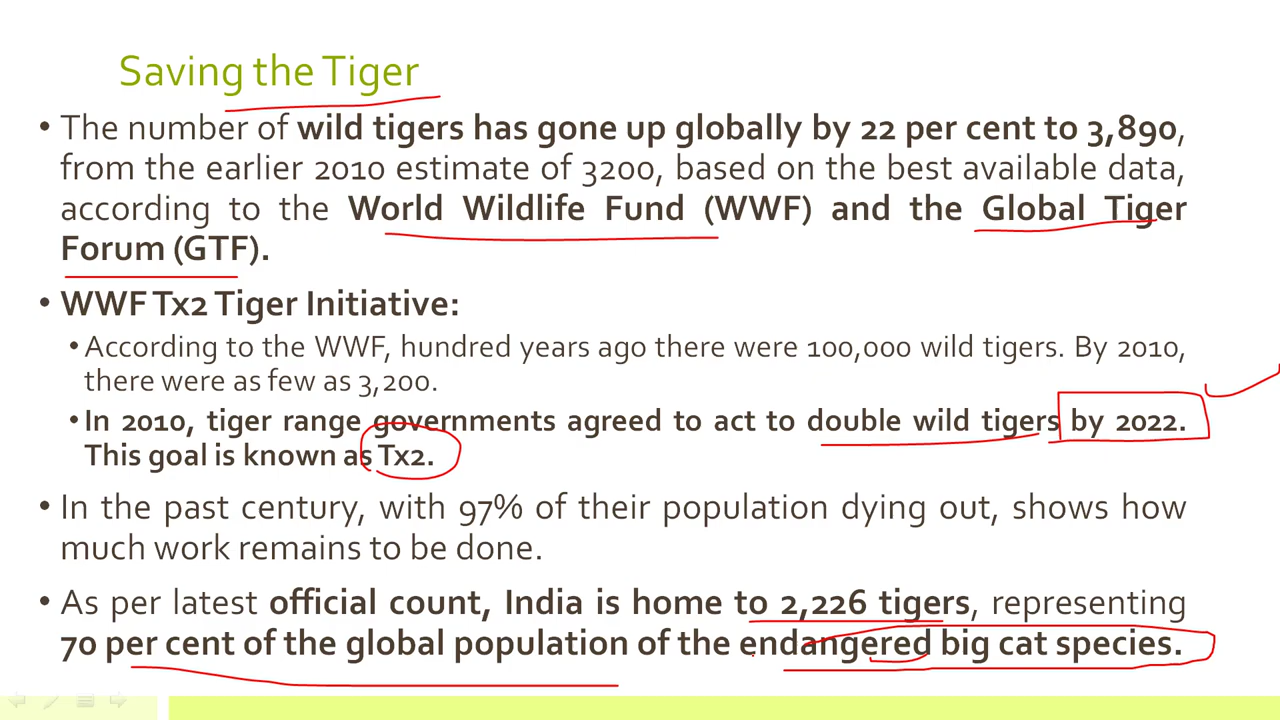 Saving the Tiger
• The number of wild tigers has gone up globally by 22 per cent to 3,890,
from the earlier 2010 estimate of 3200, based on the best available data,
according to the World Wildlife Fund (WWF) and the Global Tiger
Forum (GTF).
• WWF Tx2 Tiger Initiative:
• According to the WWF, hundred years ago there were 100,000 wild tigers. By 2010,
there were as few as 3,200.
• In 2010, tiger range governments agreed to act to double wild tigers by 2022.
This goal is known as Tx2.
• In the past century, with 97% of their population dying out, shows how
much work remains to be done.
• As per latest official count, India is home to 2,226 tigers, representing
70 per cent of the global population of the endangered big cat species.